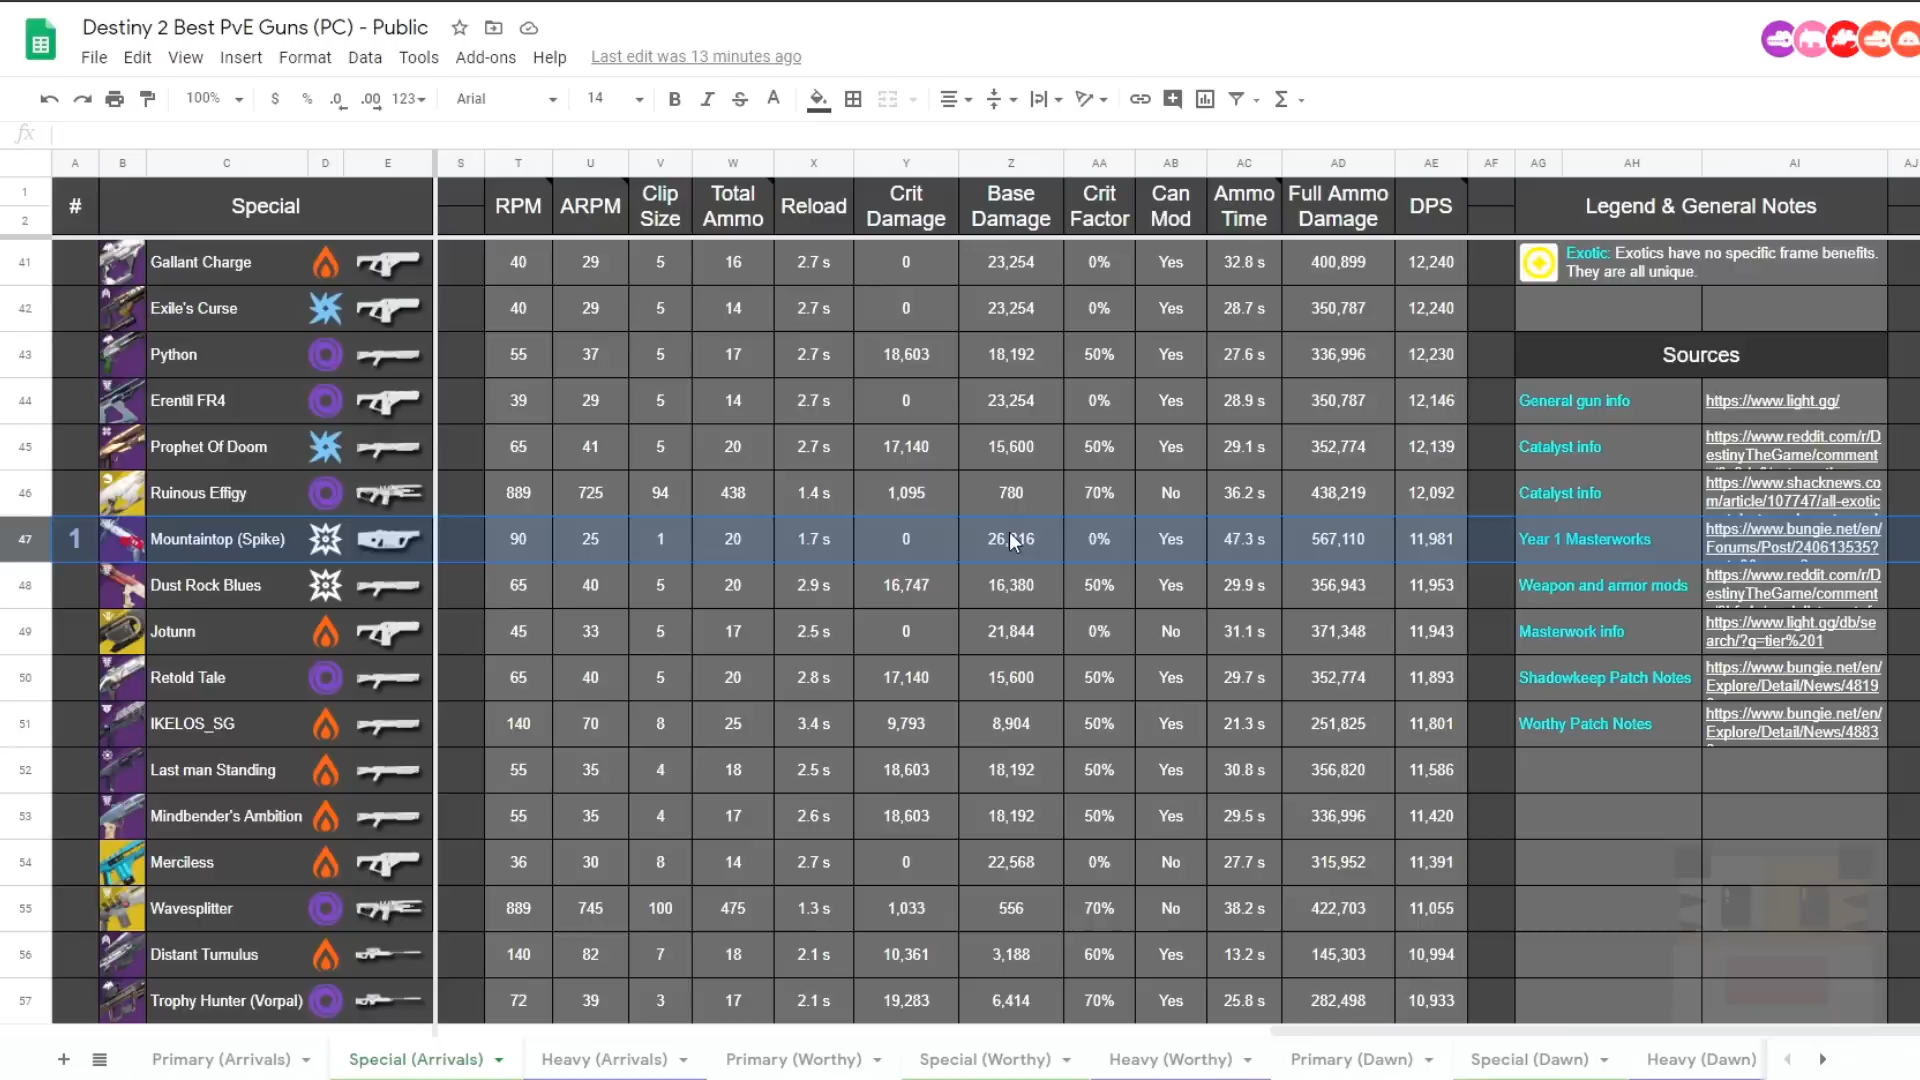 Destiny 2 Best PvE Guns (PC) - Public
File Edit View Insert Format Data Tools Add-ons Help Last edit was 13 minutes ago
100% $ % .0 .00 123 Arial 14 B I S A
fx
A B C D E S T U V W X Y Z AA AB AC AD AE AF AG AH AI AJ
1
2
# Special RPM ARPM Clip Size Total Ammo Reload Crit Damage Base Damage Crit Factor Can Mod Ammo Time Full Ammo Damage DPS Legend & General Notes
41 Gallant Charge 40 29 5 16 2.7 s 0 23,254 0% Yes 32.8 s 400,899 12,240 Exotic: Exotics have no specific frame benefits.
They are all unique.
42 Exile's Curse 40 29 5 14 2.7 s 0 23,254 0% Yes 28.7 s 350,787 12,240
43 Python 55 37 5 17 2.7 s 18,603 18,192 50% Yes 27.6 s 336,996 12,230 Sources
44 Erentil FR4 39 29 5 14 2.7 s 0 23,254 0% Yes 28.9 s 350,787 12,146 General gun info https://www.light.gg/
45 Prophet Of Doom 65 41 5 20 2.7 s 17,140 15,600 50% Yes 29.1 s 352,774 12,139 Catalyst info https://www.reddit.com/r/D
estinyTheGame/comment
46 Ruinous Effigy 889 725 94 438 1.4 s 1,095 780 70% No 36.2 s 438,219 12,092 Catalyst info https://www.shacknews.co
m/article/107747/all-exotic
47 1 Mountaintop (Spike) 90 25 1 20 1.7 s 0 0% Yes 47.3 s 567,110 11,981 Year 1 Masterworks https://www.bungie.net/en/
Forums/Post/240613535?
48 Dust Rock Blues 65 40 5 20 2.9 s 16,747 16,380 50% Yes 29.9 s 356,943 11,953 Weapon and armor mods https://www.reddit.com/r/D
estinyTheGame/comment
49 Jotunn 45 33 5 17 2.5 s 0 21,844 0% No 31.1 s 371,348 11,943 Masterwork info https://www.light.gg/db/se
arch/?q=tier%201
50 Retold Tale 65 40 5 20 2.8 s 17,140 15,600 50% Yes 29.7 s 352,774 11,893 Shadowkeep Patch Notes https://www.bungie.net/en/
Explore/Detail/News/4819
51 IKELOS_SG 140 70 8 25 3.4 s 9,793 8,904 50% Yes 21.3 s 251,825 11,801 Worthy Patch Notes https://www.bungie.net/en/
Explore/Detail/News/4883
52 Last man Standing 55 35 4 18 2.5 s 18,603 18,192 50% Yes 30.8 s 356,820 11,586
53 Mindbender's Ambition 55 35 4 17 2.6 s 18,603 18,192 50% Yes 29.5 s 336,996 11,420
54 Merciless 36 30 8 14 2.7 s 0 22,568 0% No 27.7 s 315,952 11,391
55 Wavesplitter 889 745 100 475 1.3 s 1,033 556 70% No 38.2 s 422,703 11,055
56 Distant Tumulus 140 82 7 18 2.1 s 10,361 3,188 60% Yes 13.2 s 145,303 10,994
57 Trophy Hunter (Vorpal) 72 39 3 17 2.1 s 19,283 6,414 70% Yes 25.8 s 282,498 10,933
Primary (Arrivals) Special (Arrivals) Heavy (Arrivals) Primary (Worthy) Special (Worthy) Heavy (Worthy) Primary (Dawn) Special (Dawn) Heavy (Dawn)